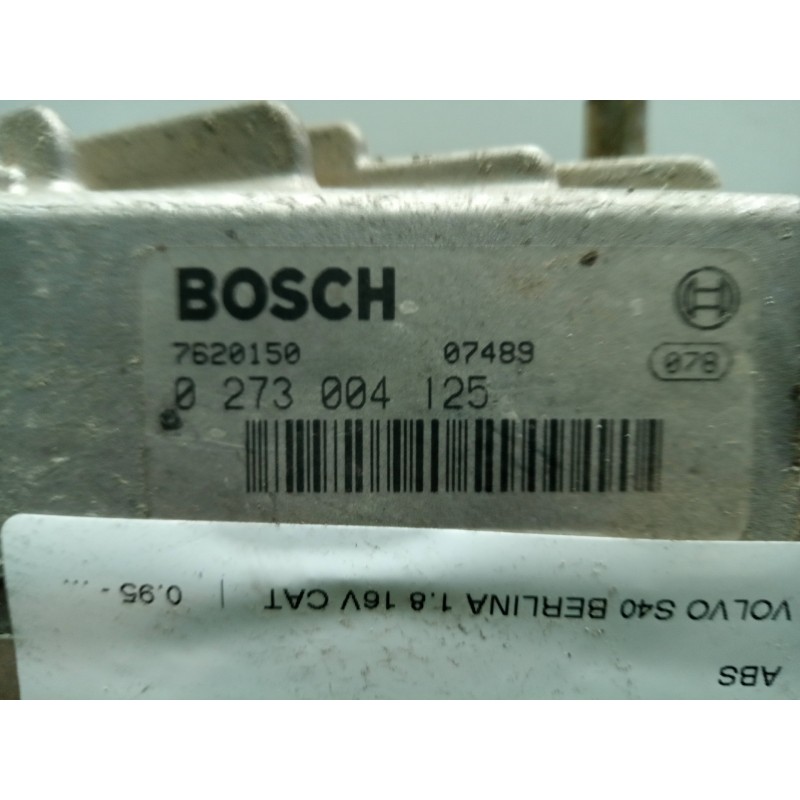 BOSCH
7620150 07489 078
0 273 004 125
ABS
VOLVO S40 BERLINA 1.8 16V CAT | 0.95 - ...